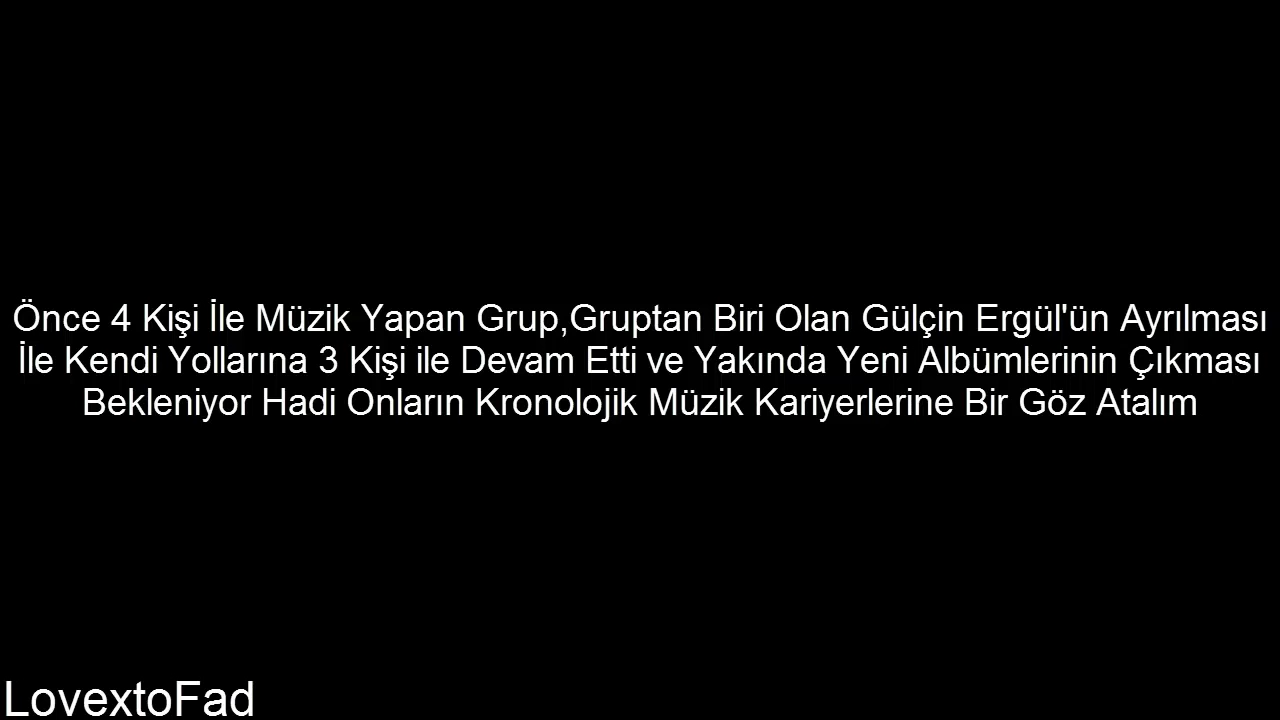 Önce 4 Kişi İle Müzik Yapan Grup,Gruptan Biri Olan Gülçin Ergül'ün Ayrılması
İle Kendi Yollarına 3 Kişi ile Devam Etti ve Yakında Yeni Albümlerinin Çıkması
Bekleniyor Hadi Onların Kronolojik Müzik Kariyerlerine Bir Göz Atalım
LovextoFad